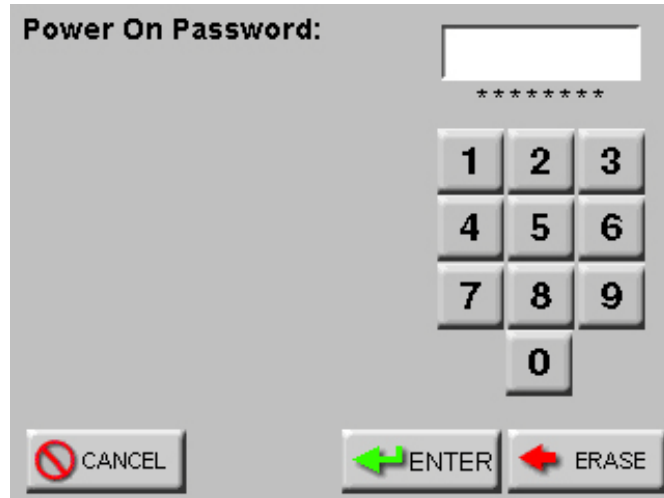 Power On Password:
********
1 2 3
4 5 6
7 8 9
0
CANCEL ENTER ERASE